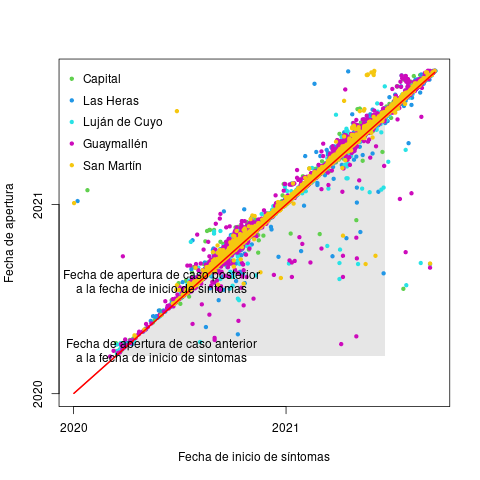 Capital
Las Heras
Luján de Cuyo
Guaymallén
San Martín
Fecha de apertura
2021
2020
Fecha de apertura de caso posterior
a la fecha de inicio de síntomas
Fecha de apertura de caso anterior
a la fecha de inicio de sintomas
2020
2021
Fecha de inicio de síntomas